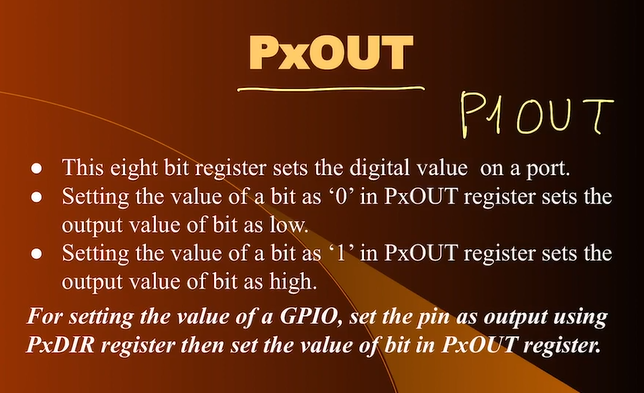 PxOUT
P1OUT
● This eight bit register sets the digital value on a port.
● Setting the value of a bit as ‘0’ in PxOUT register sets the
output value of bit as low.
● Setting the value of a bit as ‘1’ in PxOUT register sets the
output value of bit as high.
For setting the value of a GPIO, set the pin as output using
PxDIR register then set the value of bit in PxOUT register.